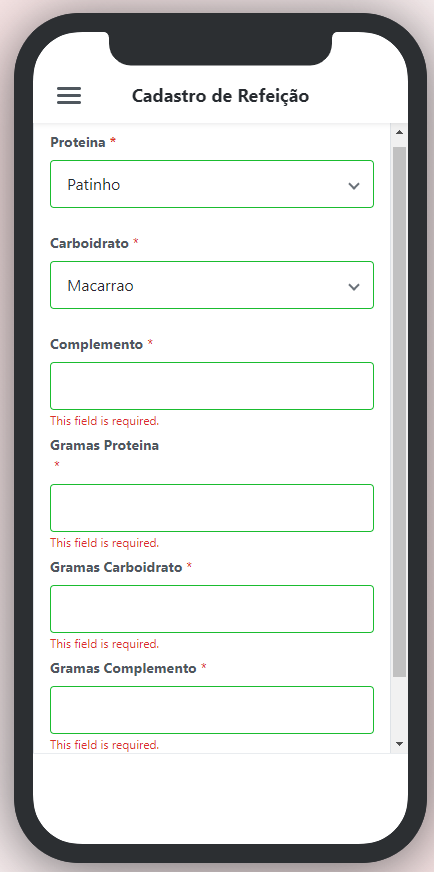 Cadastro de Refeição
Proteina *
Patinho
Carboidrato *
Macarrao
Complemento *
This field is required.
Gramas Proteina
*
This field is required.
Gramas Carboidrato *
This field is required.
Gramas Complemento *
This field is required.